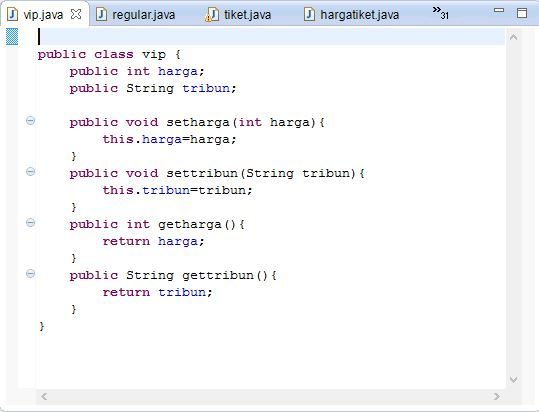 vip.java regular.java tiket.java hargatiket.java »31
public class vip {
public int harga;
public String tribun;
public void setharga(int harga){
this.harga=harga;
}
public void settribun(String tribun){
this.tribun=tribun;
}
public int getharga(){
return harga;
}
public String gettribun(){
return tribun;
}
}